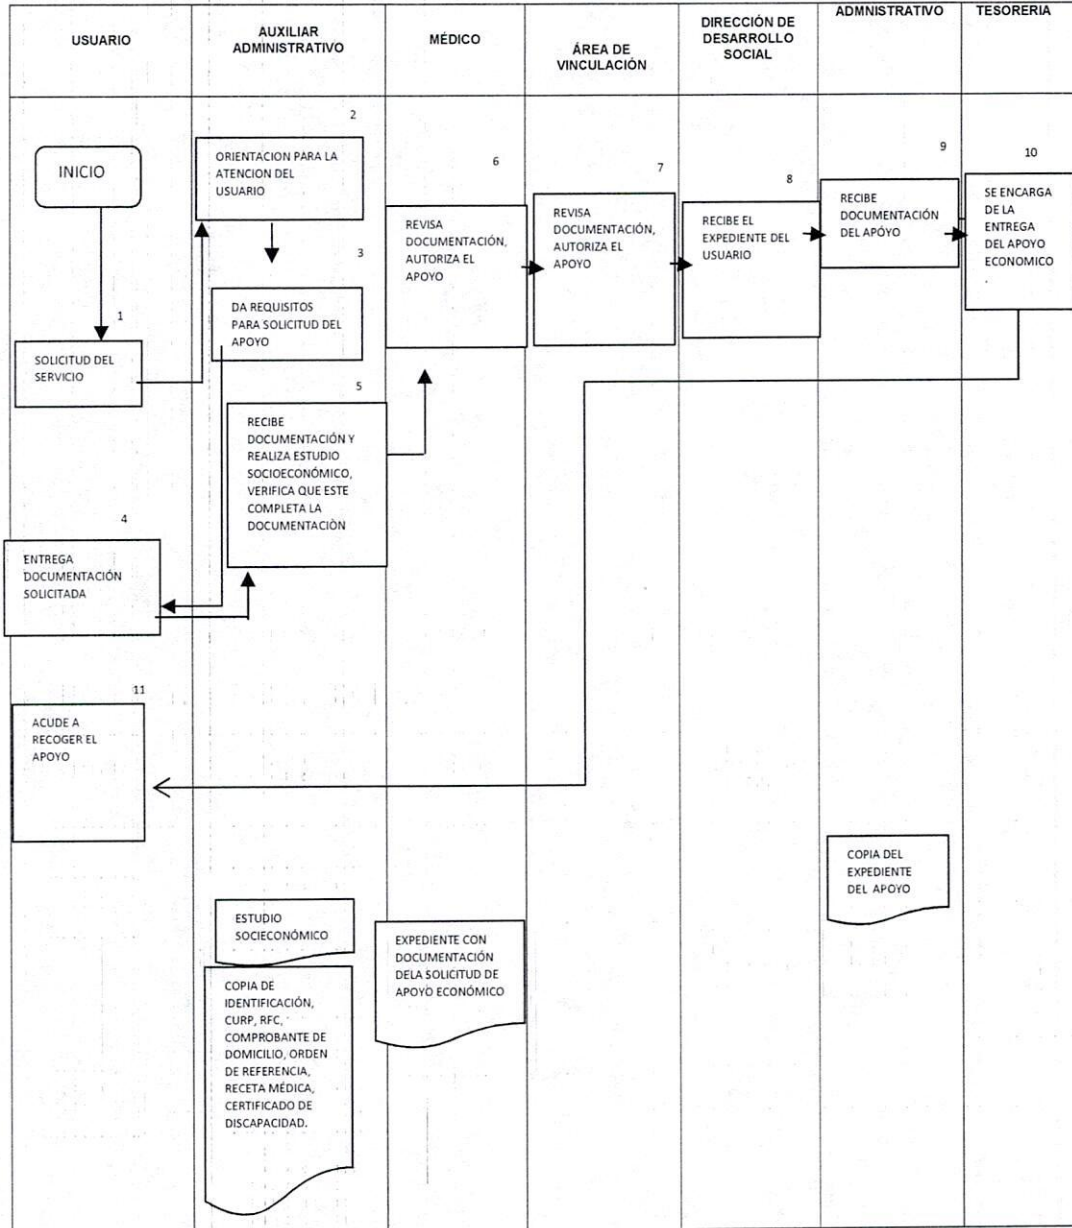 USUARIO
AUXILIAR
ADMINISTRATIVO
MÉDICO
ÁREA DE
VINCULACIÓN
DIRECCIÓN DE
DESARROLLO
SOCIAL
ADMNISTRATIVO
TESORERIA
INICIO
1
SOLICITUD DEL
SERVICIO
2
ORIENTACION PARA LA
ATENCION DEL
USUARIO
3
DA REQUISITOS
PARA SOLICITUD DEL
APOYO
4
ENTREGA
DOCUMENTACIÓN
SOLICITADA
5
RECIBE
DOCUMENTACIÓN Y
REALIZA ESTUDIO
SOCIOECONÓMICO,
VERIFICA QUE ESTE
COMPLETA LA
DOCUMENTACIÒN
6
REVISA
DOCUMENTACIÓN,
AUTORIZA EL
APOYO
7
REVISA
DOCUMENTACIÓN,
AUTORIZA EL
APOYO
8
RECIBE EL
EXPEDIENTE DEL
USUARIO
9
RECIBE
DOCUMENTACIÓN
DEL APÓYO
10
SE ENCARGA
DE LA
ENTREGA
DEL APOYO
ECONOMICO
.
11
ACUDE A
RECOGER EL
APOYO
ESTUDIO
SOCIECONÓMICO
COPIA DE
IDENTIFICACIÓN,
CURP, RFC,
COMPROBANTE DE
DOMICILIO, ORDEN
DE REFERENCIA,
RECETA MÉDICA,
CERTIFICADO DE
DISCAPACIDAD.
EXPEDIENTE CON
DOCUMENTACIÓN
DELA SOLICITUD DE
APOYO ECONÓMICO
COPIA DEL
EXPEDIENTE
DEL APOYO